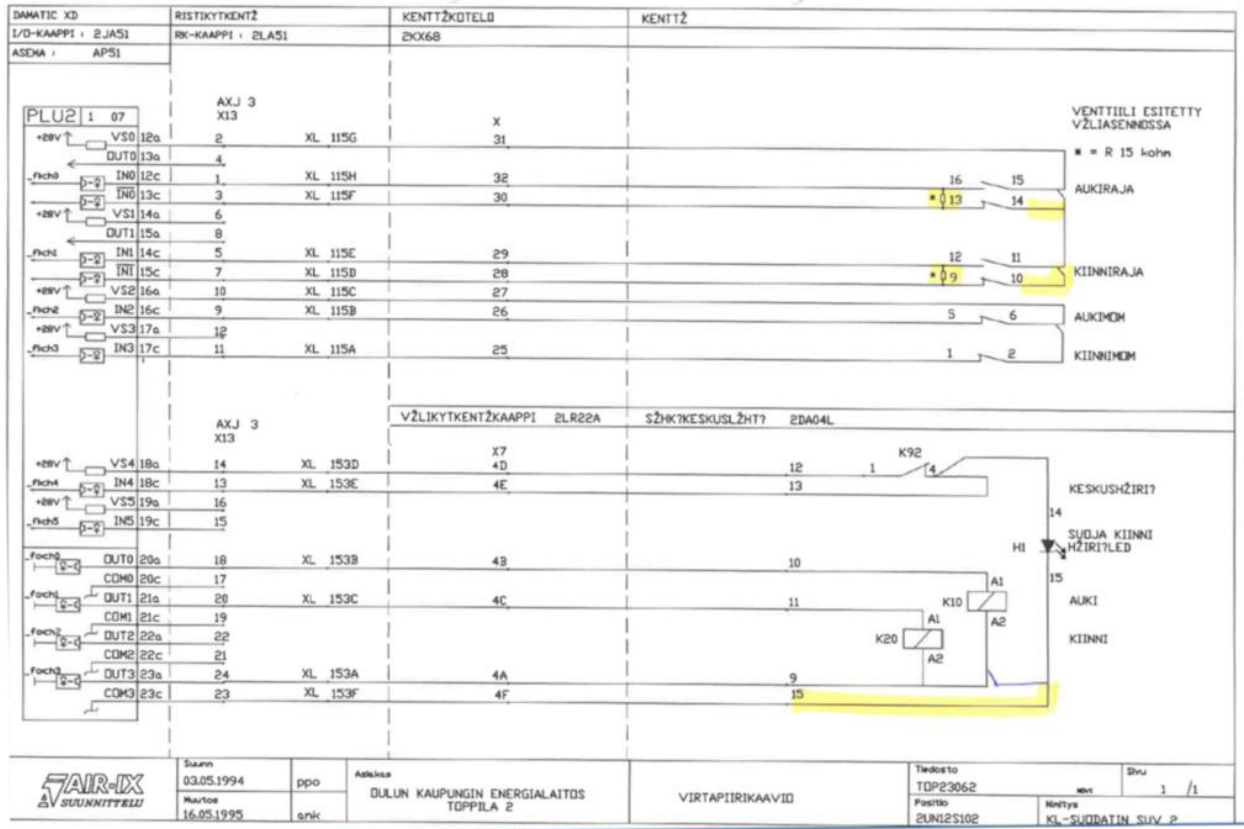 DAMATIC XD RISTIKYTKENTŽ KENTTŽKOTELO KENTTŽ
I/O-KAAPPI : 2JA51 RK-KAAPPI : 2LA51 2KX68
ASEMA : AP51
AXJ 3
X13 X
PLU2 1 07
VENTTIILI ESITETTY
VŽLIASENNOSSA
* = R 15 kohm
+28V VS0 12a 2 XL 115G 31
OUT0 13a 4
_fich0 IN0 12c 1 XL 115H 32 16 15 AUKIRAJA
IN0 13c 3 XL 115F 30 * 13 14
+28V VS1 14a 6
OUT1 15a 8
_fich1 IN1 14c 5 XL 115E 29 12 11 KIINNIRAJA
IN1 15c 7 XL 115D 28 * 9 10
+28V VS2 16a 10 XL 115C 27
_fich2 IN2 16c 9 XL 115B 26 5 6 AUKIMOM
+28V VS3 17a 12
_fich3 IN3 17c 11 XL 115A 25 1 2 KIINNIMOM
VŽLIKYTKENTŽKAAPPI 2LR22A SŽHK?KESKUSLŽHT? 2DA04L
AXJ 3
X13 X7 K92
+28V VS4 18a 14 XL 153D 4D 12 1 4
_fich4 IN4 18c 13 XL 153E 4E 13 KESKUSHŽIRI?
+28V VS5 19a 16
_fich5 IN5 19c 15
14
SUOJA KIINNI
H1 HŽIRI?LED
_foch0 OUT0 20a 18 XL 153B 4B 10
COM0 20c 17 A1 15
_foch1 OUT1 21a 20 XL 153C 4C 11 K10 AUKI
COM1 21c 19 A1 A2
_foch2 OUT2 22a 22 K20 KIINNI
COM2 22c 21 A2
_foch3 OUT3 23a 24 XL 153A 4A 9
COM3 23c 23 XL 153F 4F 15
AIR-IX
SUUNNITTELU
Suunn
03.05.1994 ppo
Muutos
16.05.1995 ank
Asiakas
OULUN KAUPUNGIN ENERGIALAITOS
TOPPILA 2
VIRTAPIIRIKAAVIO
Tiedosto
TOP23062
Sivu
1 /1
Positio
2UN12S102
Nimitys
KL-SUODATIN SUV 2